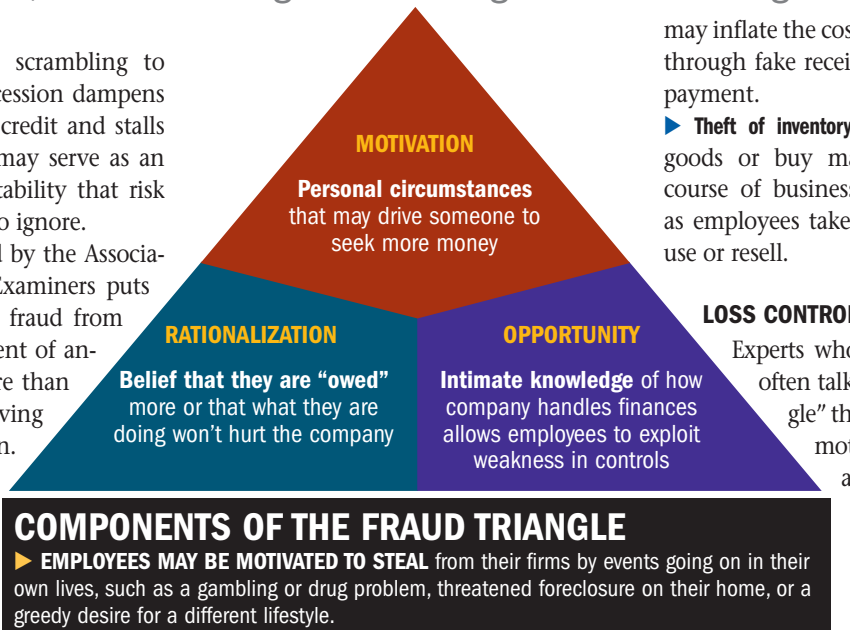 scrambling to
cession dampens
credit and stalls
may serve as an
tability that risk
o ignore.
d by the Associa-
Examiners puts
fraud from
ent of an-
re than
ving
n.
MOTIVATION
Personal circumstances
that may drive someone to
seek more money
RATIONALIZATION
Belief that they are “owed”
more or that what they are
doing won’t hurt the company
OPPORTUNITY
Intimate knowledge of how
company handles finances
allows employees to exploit
weakness in controls
may inflate the cos
through fake recei
payment.
▶ Theft of inventory
goods or buy ma
course of business
as employees take
use or resell.
LOSS CONTROL
Experts who
often talk
gle” th
mot
a
COMPONENTS OF THE FRAUD TRIANGLE
▶ EMPLOYEES MAY BE MOTIVATED TO STEAL from their firms by events going on in their
own lives, such as a gambling or drug problem, threatened foreclosure on their home, or a
greedy desire for a different lifestyle.